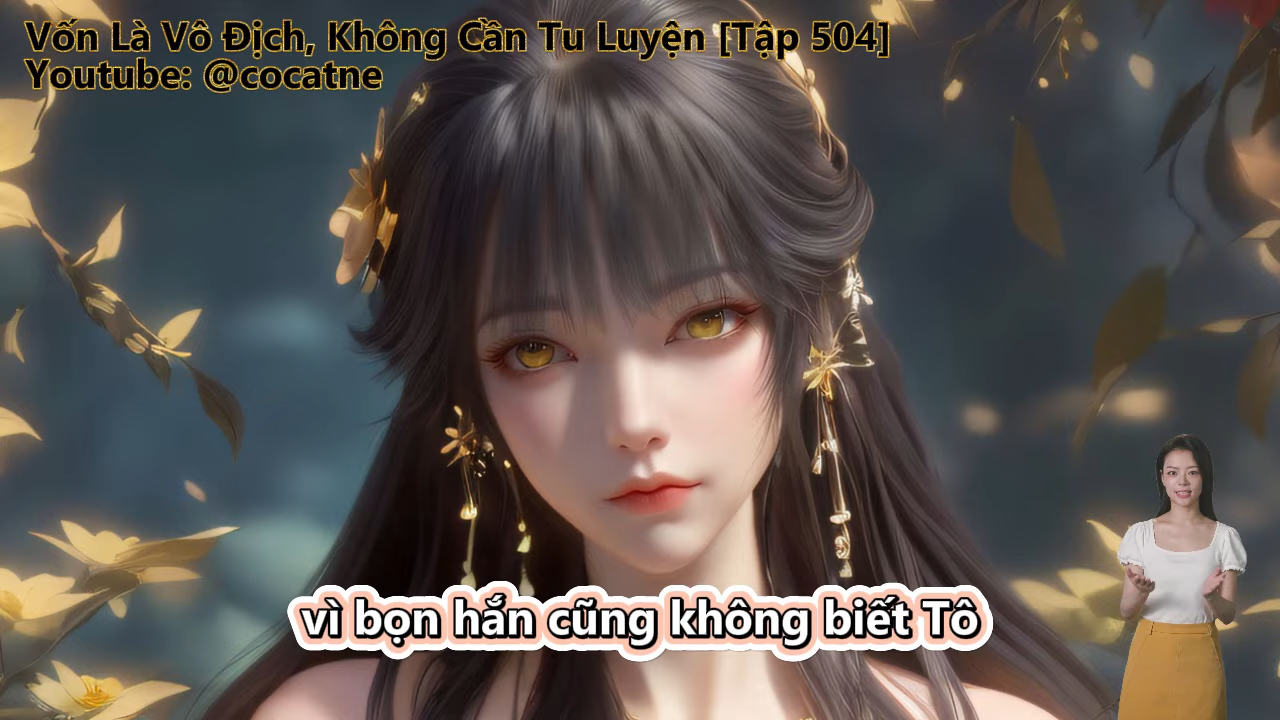 Vốn Là Vô Địch, Không Cần Tu Luyện [Tập 504]
Youtube: @cocatne
vì bọn hắn cũng không biết Tô